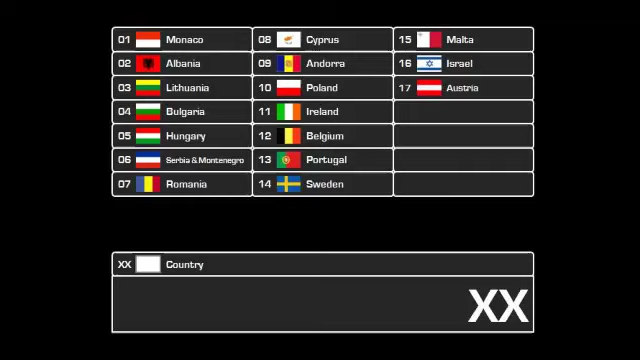 01 Monaco
02 Albania
03 Lithuania
04 Bulgaria
05 Hungary
06 Serbia & Montenegro
07 Romania
08 Cyprus
09 Andorra
10 Poland
11 Ireland
12 Belgium
13 Portugal
14 Sweden
15 Malta
16 Israel
17 Austria
XX Country
XX